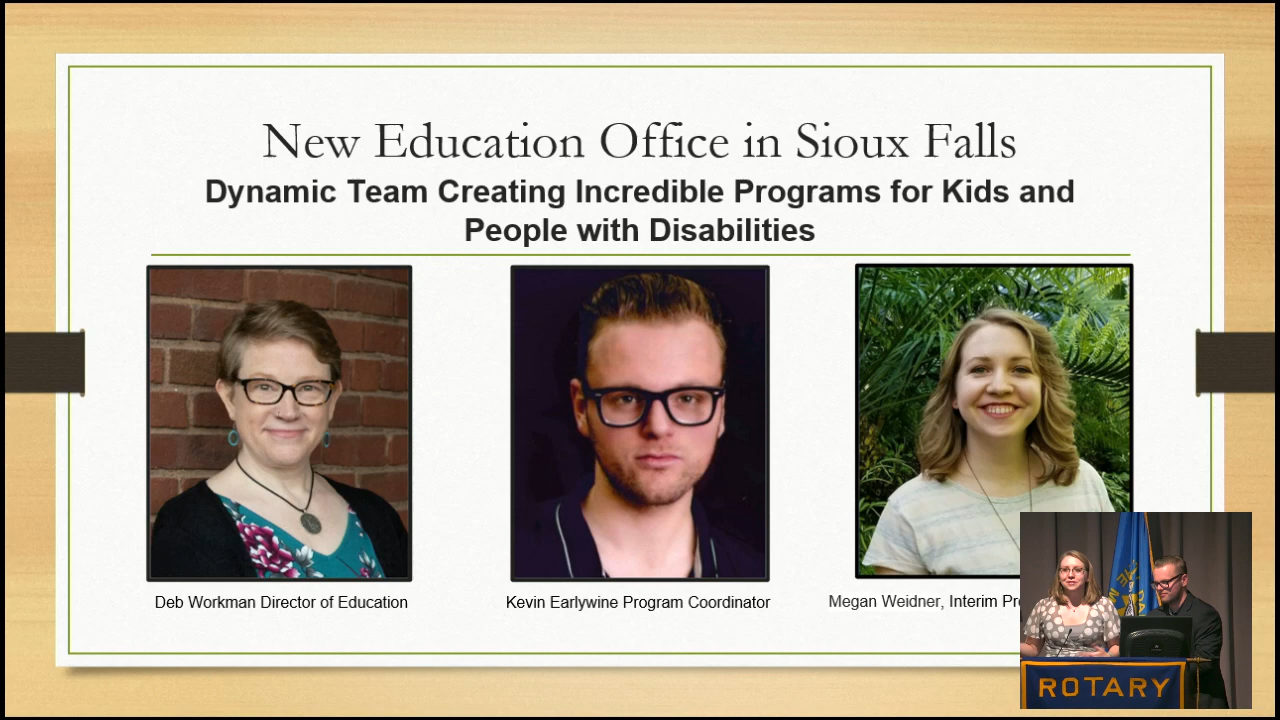 New Education Office in Sioux Falls
Dynamic Team Creating Incredible Programs for Kids and
People with Disabilities
Deb Workman Director of Education
Kevin Earlywine Program Coordinator
Megan Weidner, Interim
ROTARY